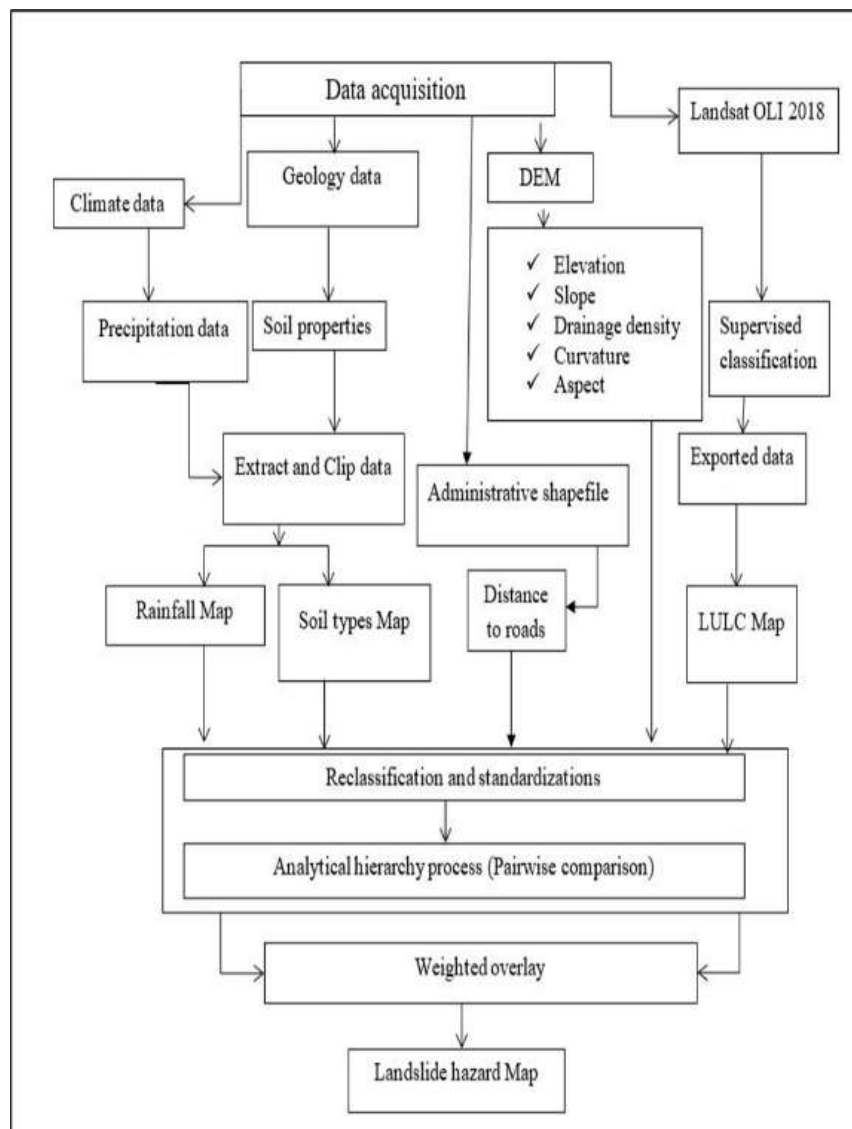 Data acquisition
Landsat OLI 2018
Geology data
DEM
Climate data
✓ Elevation
✓ Slope
✓ Drainage density
✓ Curvature
✓ Aspect
Precipitation data
Soil properties
Supervised
classification
Extract and Clip data
Administrative shapefile
Exported data
Rainfall Map
Soil types Map
Distance
to roads
LULC Map
Reclassification and standardizations
Analytical hierarchy process (Pairwise comparison)
Weighted overlay
Landslide hazard Map